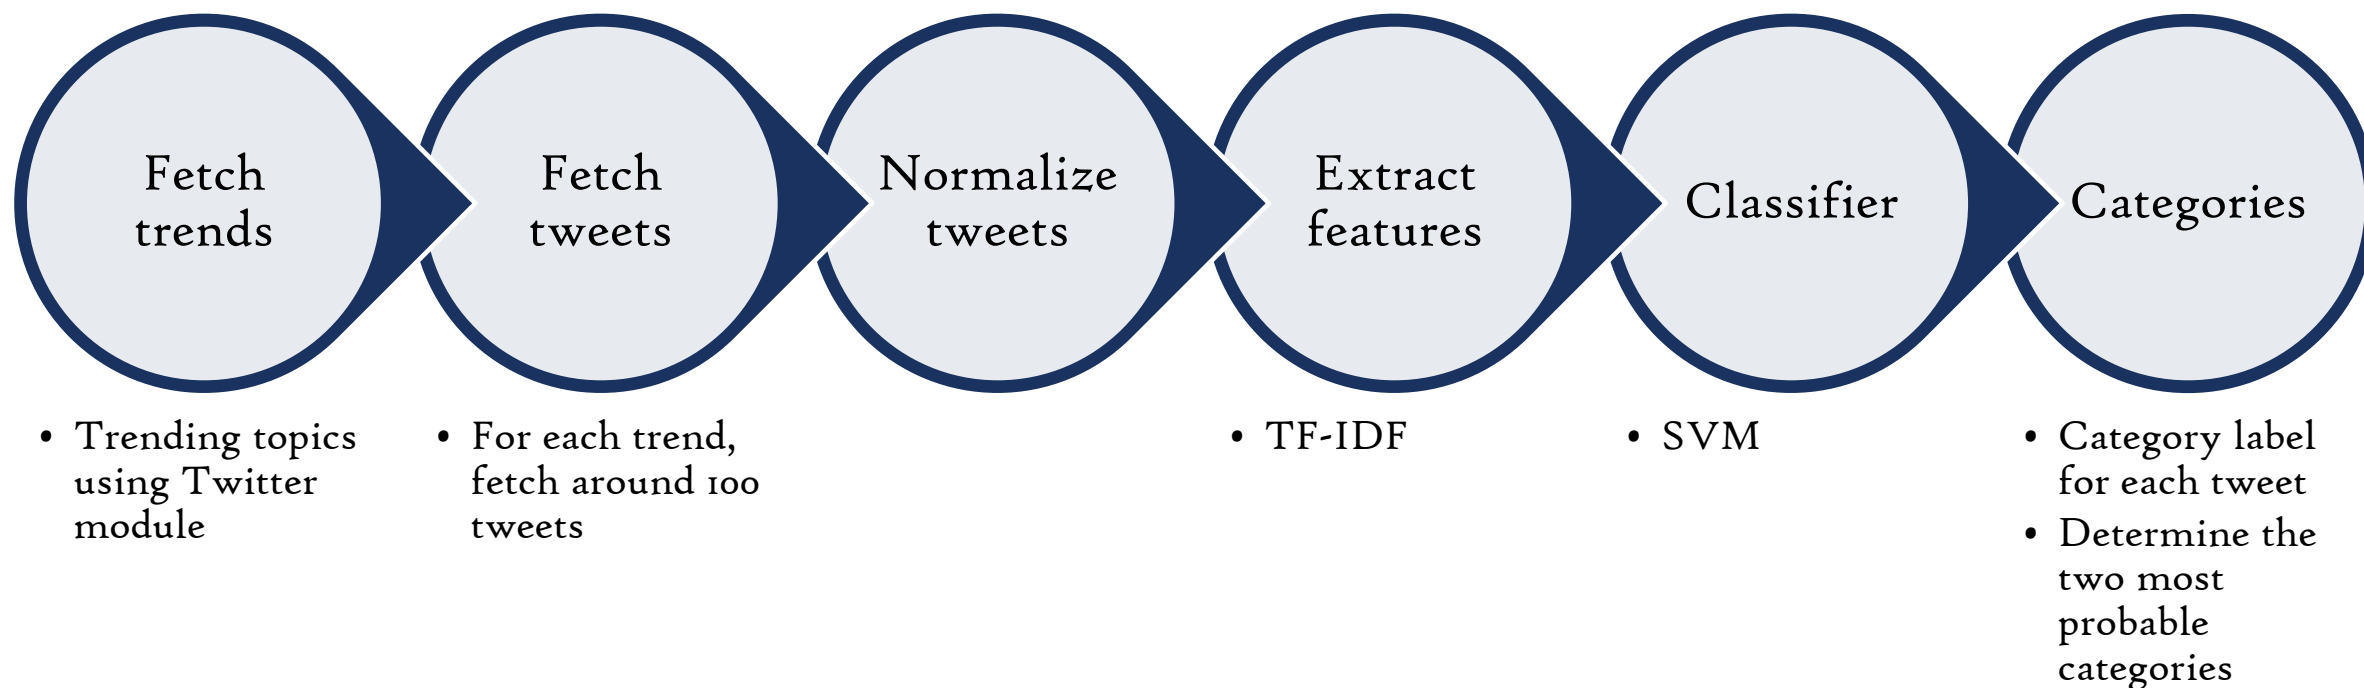 Fetch
trends
Fetch
tweets
Normalize
tweets
Extract
features
Classifier
Categories
• Trending topics
using Twitter
module
• For each trend,
fetch around 100
tweets
• TF-IDF
• SVM
• Category label
for each tweet
• Determine the
two most
probable
categories